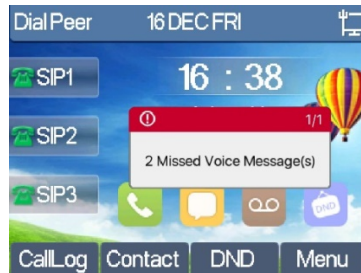 Dial Peer 16 DEC FRI
SIP1
16 : 38
1/1
2 Missed Voice Message(s)
SIP2
SIP3
DND
CallLog Contact DND Menu